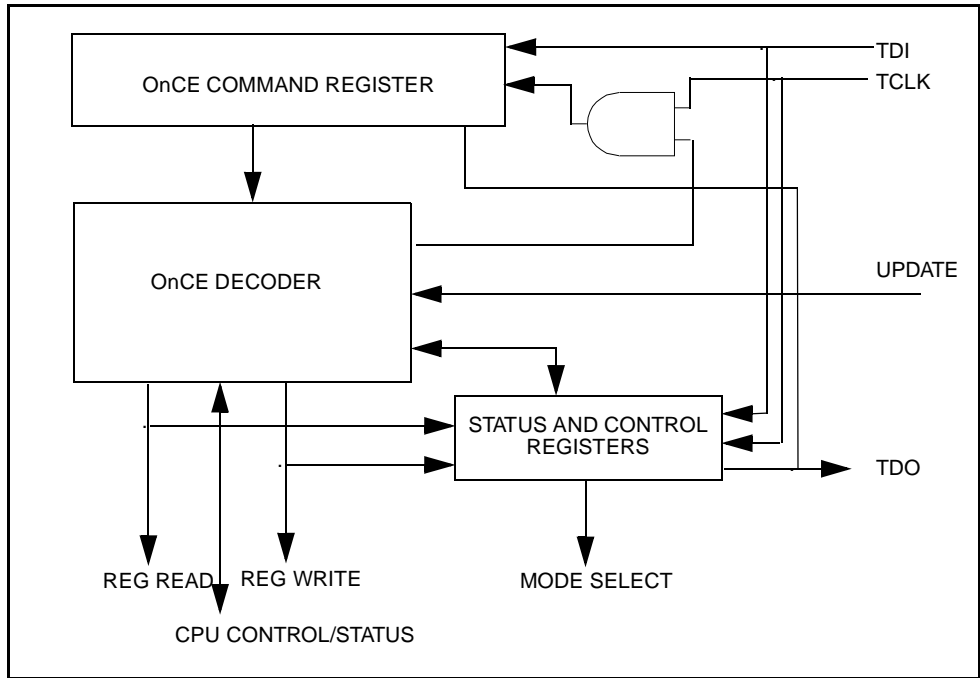 OnCE COMMAND REGISTER
TDI
TCLK
OnCE DECODER
UPDATE
STATUS AND CONTROL
REGISTERS
TDO
REG READ
REG WRITE
MODE SELECT
CPU CONTROL/STATUS